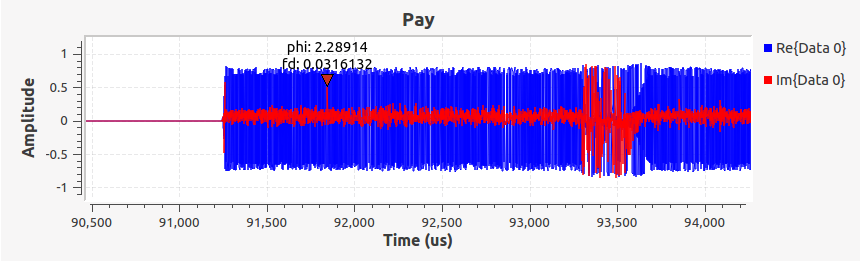 Pay
phi: 2.28914
fd: 0.0316132
Re{Data 0}
Im{Data 0}
Amplitude
1
0.5
0
-0.5
-1
90,500
91,000
91,500
92,000
92,500
93,000
93,500
94,000
Time (us)